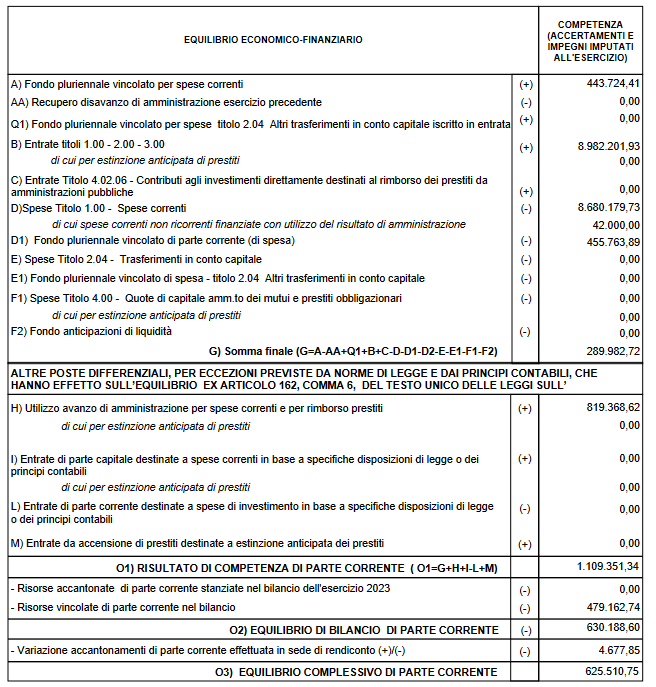 EQUILIBRIO ECONOMICO-FINANZIARIO
COMPETENZA
(ACCERTAMENTI E
IMPEGNI IMPUTATI
ALL'ESERCIZIO)
A) Fondo pluriennale vincolato per spese correnti (+) 443.724,41
AA) Recupero disavanzo di amministrazione esercizio precedente (-) 0,00
Q1) Fondo pluriennale vincolato per spese titolo 2.04 Altri trasferimenti in conto capitale iscritto in entrata (+) 0,00
B) Entrate titoli 1.00 - 2.00 - 3.00 (+) 8.982.201,93
di cui per estinzione anticipata di prestiti 0,00
C) Entrate Titolo 4.02.06 - Contributi agli investimenti direttamente destinati al rimborso dei prestiti da
amministrazioni pubbliche (+) 0,00
D)Spese Titolo 1.00 - Spese correnti (-) 8.680.179,73
di cui spese correnti non ricorrenti finanziate con utilizzo del risultato di amministrazione 42.000,00
D1) Fondo pluriennale vincolato di parte corrente (di spesa) (-) 455.763,89
E) Spese Titolo 2.04 - Trasferimenti in conto capitale (-) 0,00
E1) Fondo pluriennale vincolato di spesa - titolo 2.04 Altri trasferimenti in conto capitale (-) 0,00
F1) Spese Titolo 4.00 - Quote di capitale amm.to dei mutui e prestiti obbligazionari (-) 0,00
di cui per estinzione anticipata di prestiti 0,00
F2) Fondo anticipazioni di liquidità (-) 0,00
G) Somma finale (G=A-AA+Q1+B+C-D-D1-D2-E-E1-F1-F2) 289.982,72
ALTRE POSTE DIFFERENZIALI, PER ECCEZIONI PREVISTE DA NORME DI LEGGE E DAI PRINCIPI CONTABILI, CHE
HANNO EFFETTO SULL'EQUILIBRIO EX ARTICOLO 162, COMMA 6, DEL TESTO UNICO DELLE LEGGI SULL'
H) Utilizzo avanzo di amministrazione per spese correnti e per rimborso prestiti (+) 819.368,62
di cui per estinzione anticipata di prestiti 0,00
I) Entrate di parte capitale destinate a spese correnti in base a specifiche disposizioni di legge o dei
principi contabili (+) 0,00
di cui per estinzione anticipata di prestiti 0,00
L) Entrate di parte corrente destinate a spese di investimento in base a specifiche disposizioni di legge
o dei principi contabili (-) 0,00
M) Entrate da accensione di prestiti destinate a estinzione anticipata dei prestiti (+) 0,00
O1) RISULTATO DI COMPETENZA DI PARTE CORRENTE ( O1=G+H+I-L+M) 1.109.351,34
- Risorse accantonate di parte corrente stanziate nel bilancio dell'esercizio 2023 (-) 0,00
- Risorse vincolate di parte corrente nel bilancio (-) 479.162,74
O2) EQUILIBRIO DI BILANCIO DI PARTE CORRENTE (-) 630.188,60
- Variazione accantonamenti di parte corrente effettuata in sede di rendiconto (+)/(-) (-) 4.677,85
O3) EQUILIBRIO COMPLESSIVO DI PARTE CORRENTE 625.510,75